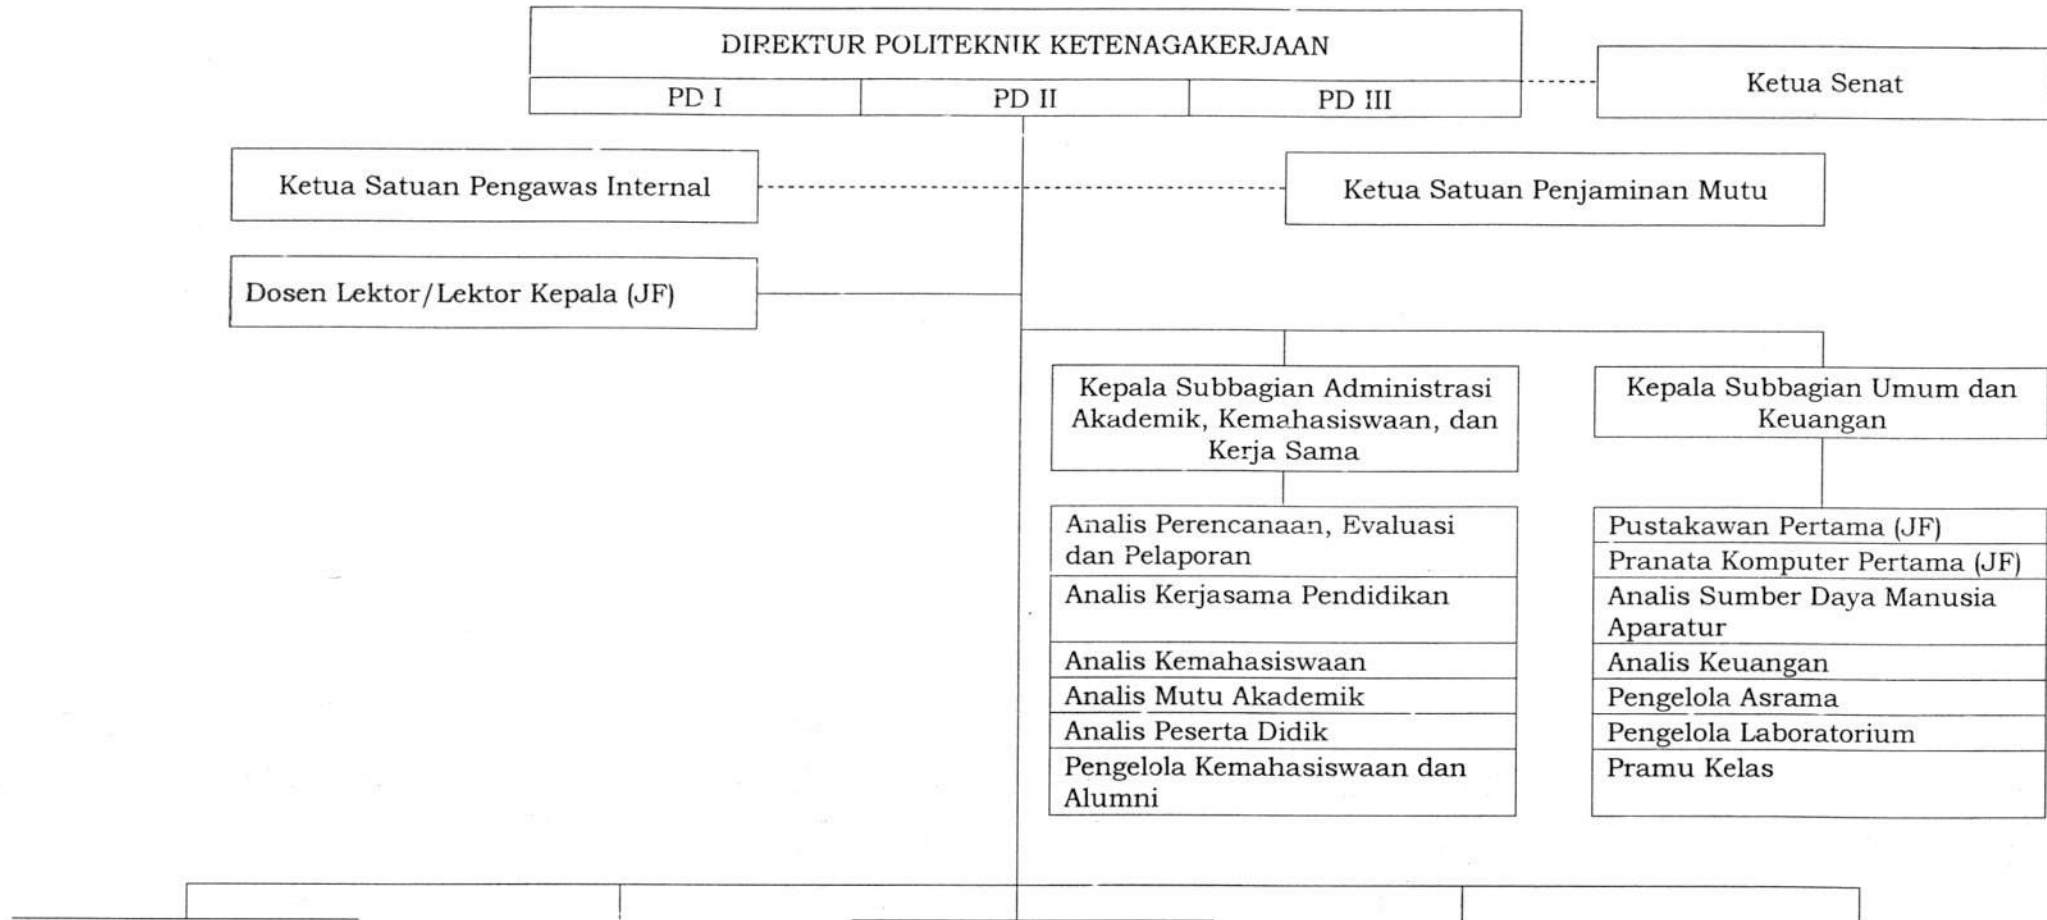 DIREKTUR POLITEKNIK KETENAGAKERJAAN
PD I
PD II
PD III
Ketua Senat
Ketua Satuan Pengawas Internal
Ketua Satuan Penjaminan Mutu
Dosen Lektor/Lektor Kepala (JF)
Kepala Subbagian Administrasi
Akademik, Kemahasiswaan, dan
Kerja Sama
Kepala Subbagian Umum dan
Keuangan
Analis Perencanaan, Evaluasi
dan Pelaporan
Analis Kerjasama Pendidikan
Analis Kemahasiswaan
Analis Mutu Akademik
Analis Peserta Didik
Pengelola Kemahasiswaan dan
Alumni
Pustakawan Pertama (JF)
Pranata Komputer Pertama (JF)
Analis Sumber Daya Manusia
Aparatur
Analis Keuangan
Pengelola Asrama
Pengelola Laboratorium
Pramu Kelas